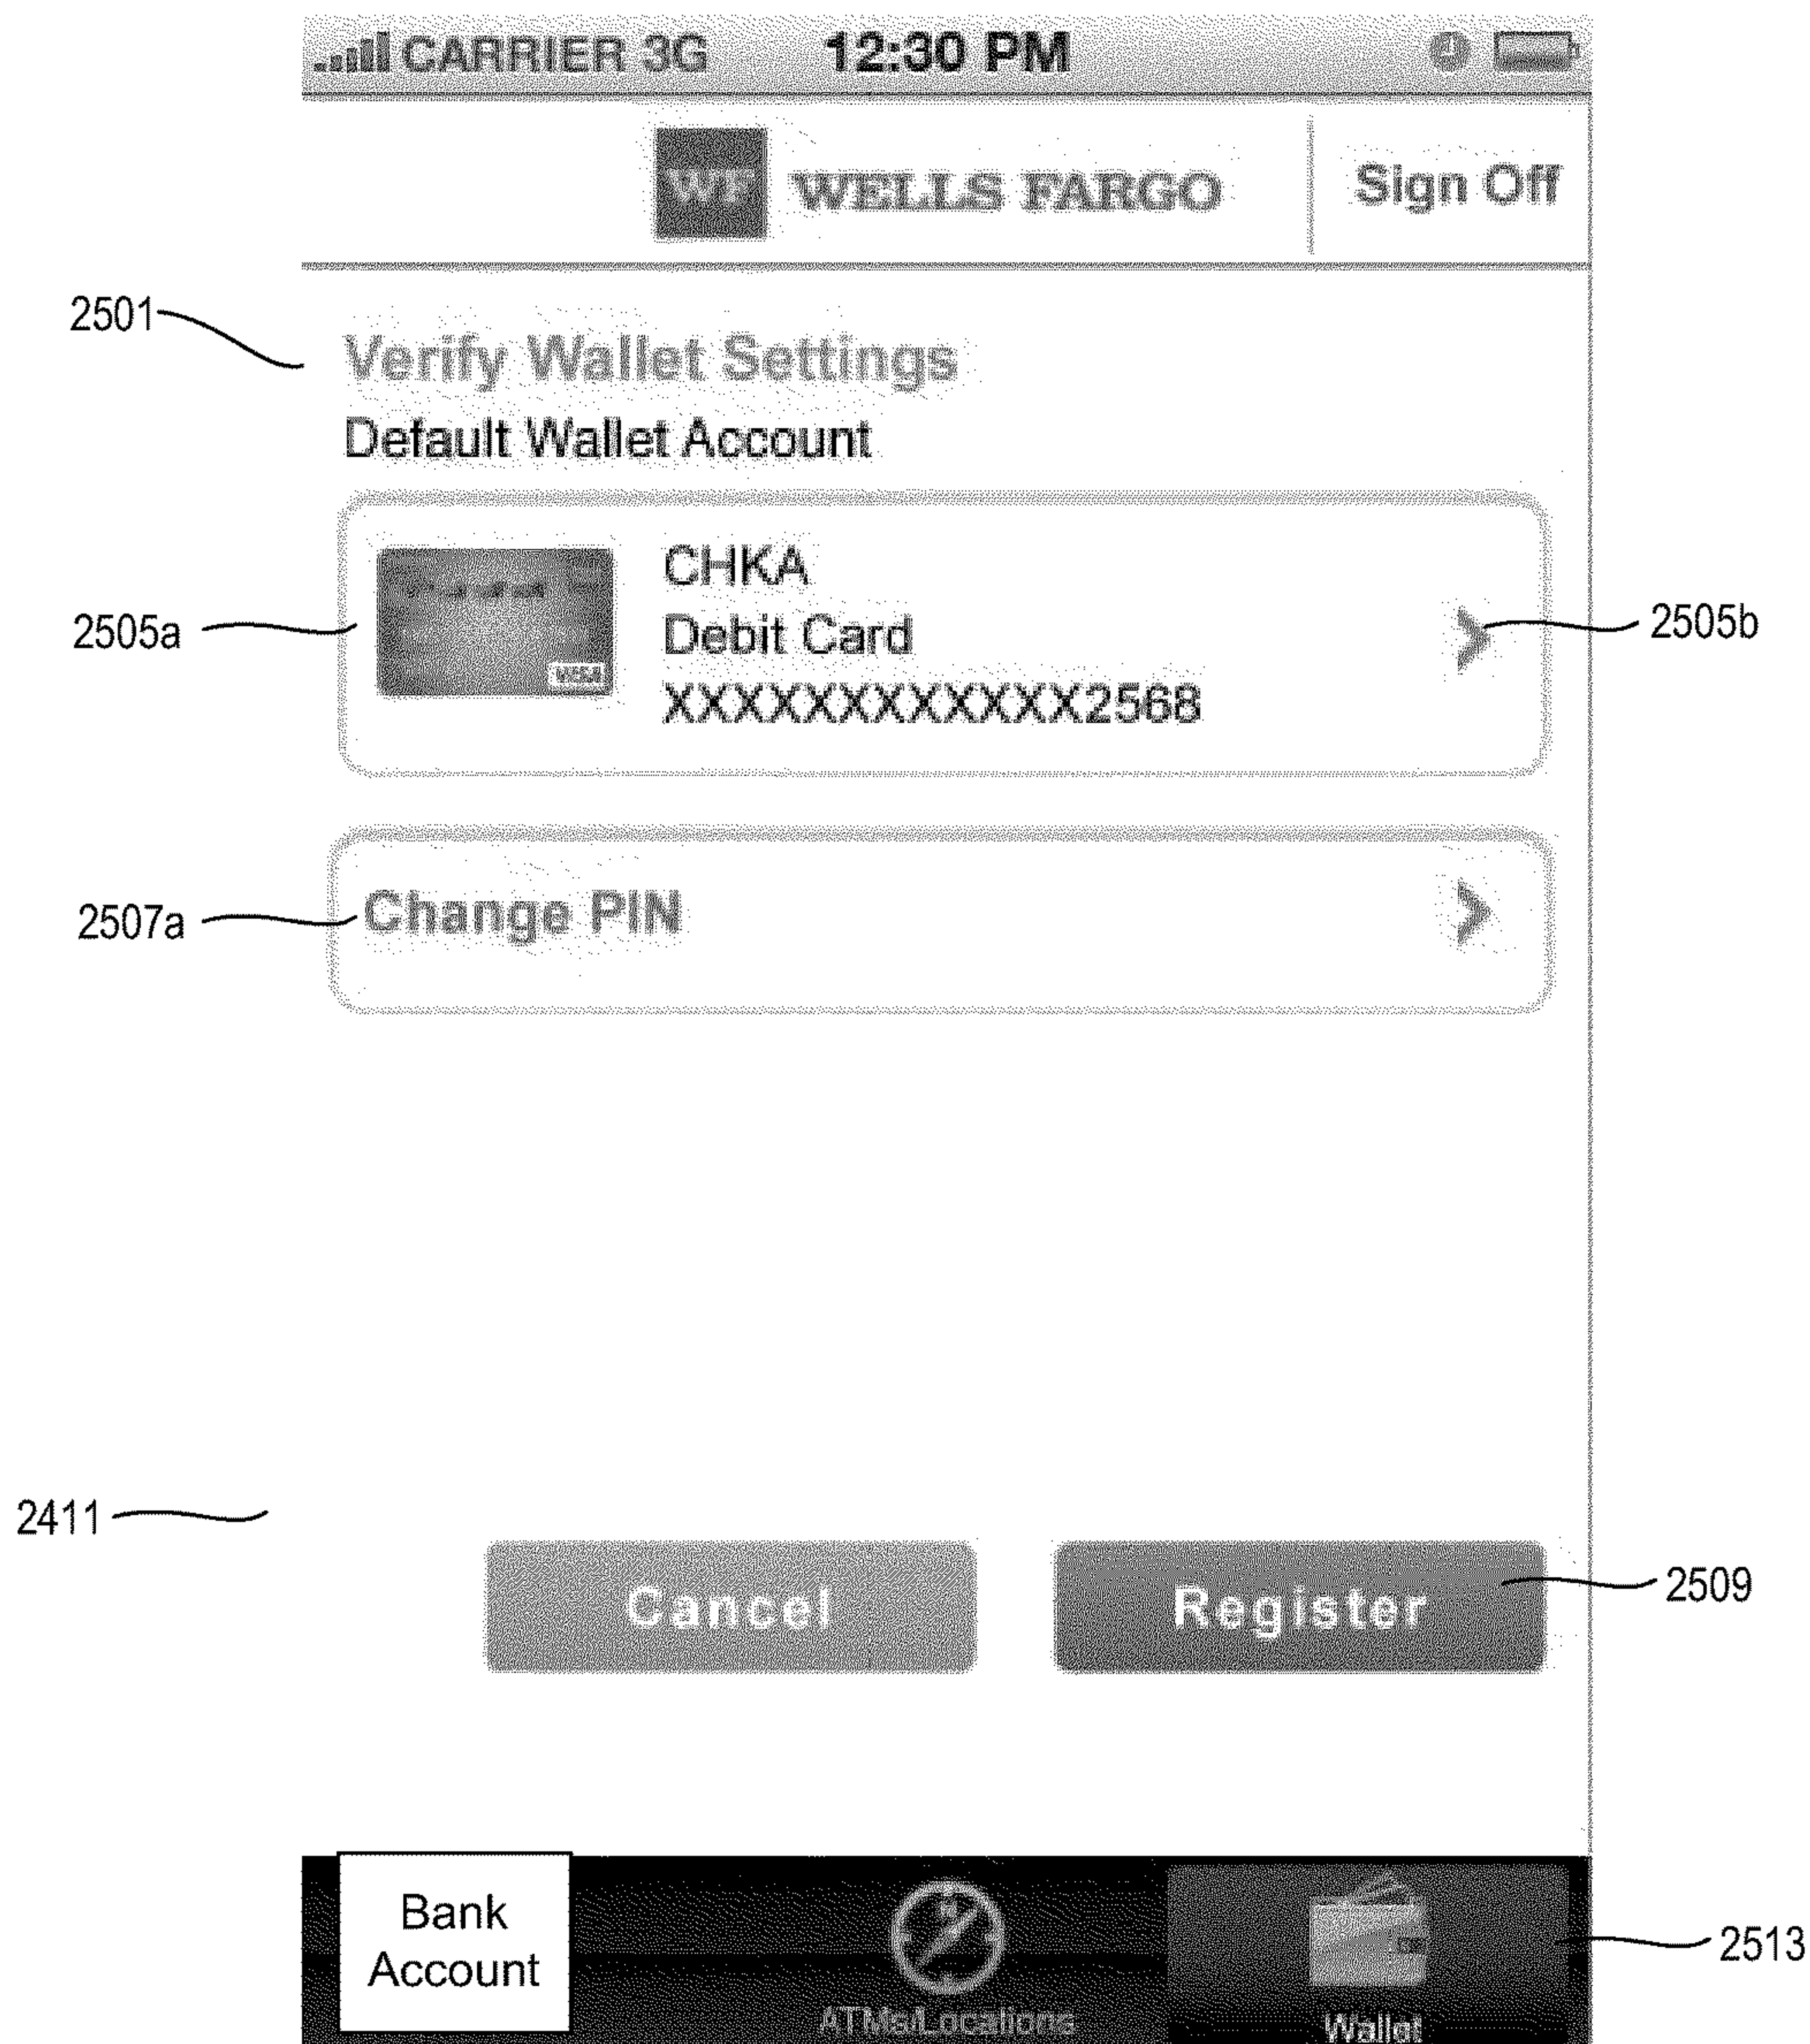 CARRIER 3G 12:30 PM
WF WELLS FARGO Sign Off
2501
Verify Wallet Settings
Default Wallet Account
CHKA
2505a Debit Card 2505b
VISA
XXXXXXXXXXXX2568
2507a Change PIN
2411
Cancel Register 2509
Bank
Account
2513
ATMs/Locations Wallet